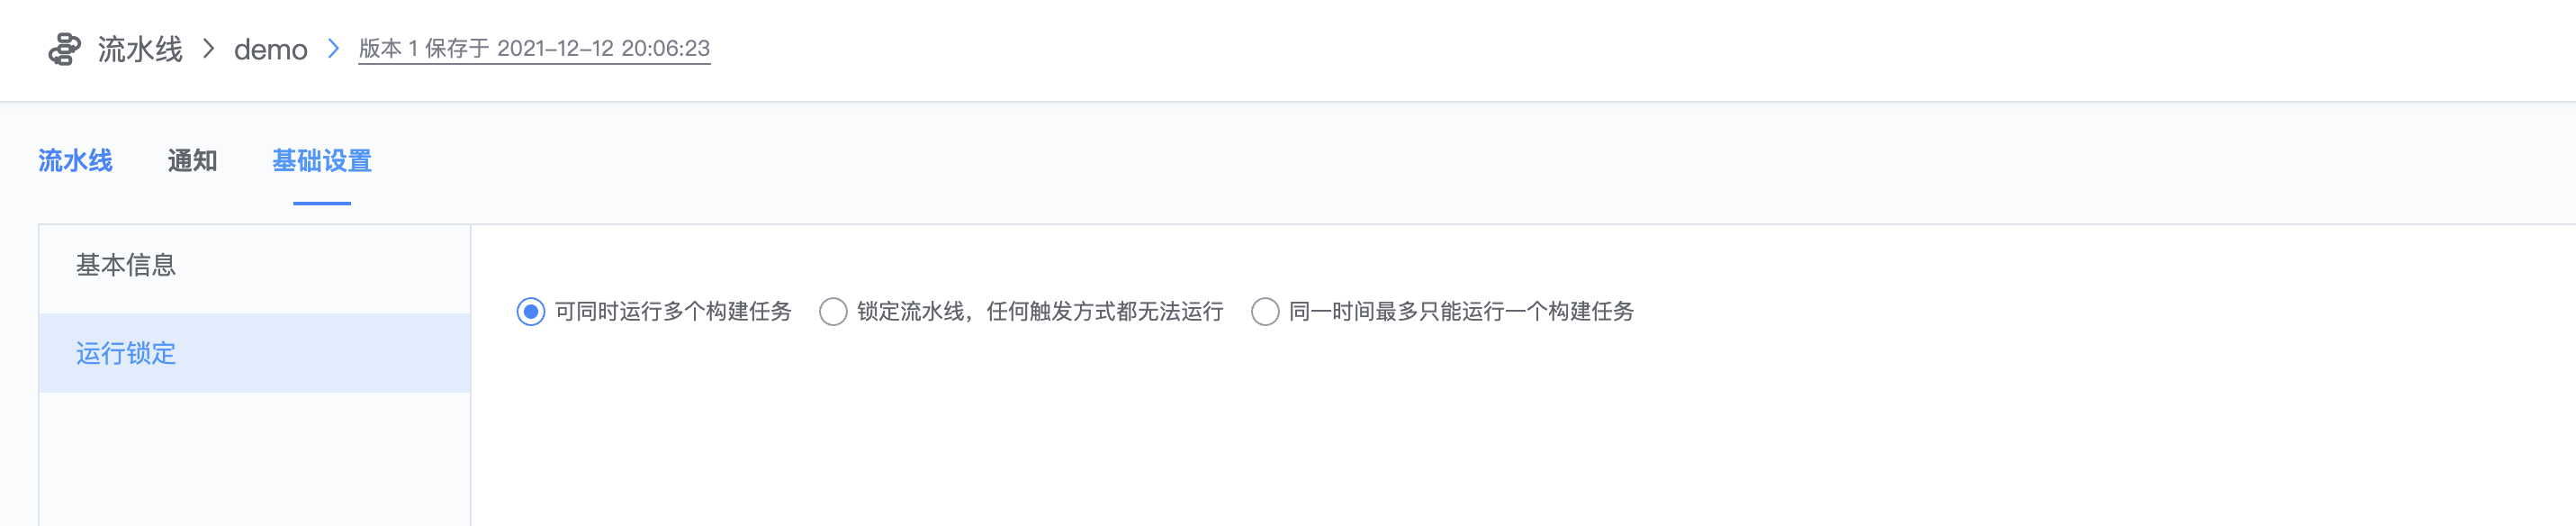 流水线 > demo > 版本 1 保存于 2021-12-12 20:06:23
流水线 通知 基础设置
基本信息
可同时运行多个构建任务 锁定流水线，任何触发方式都无法运行 同一时间最多只能运行一个构建任务
运行锁定